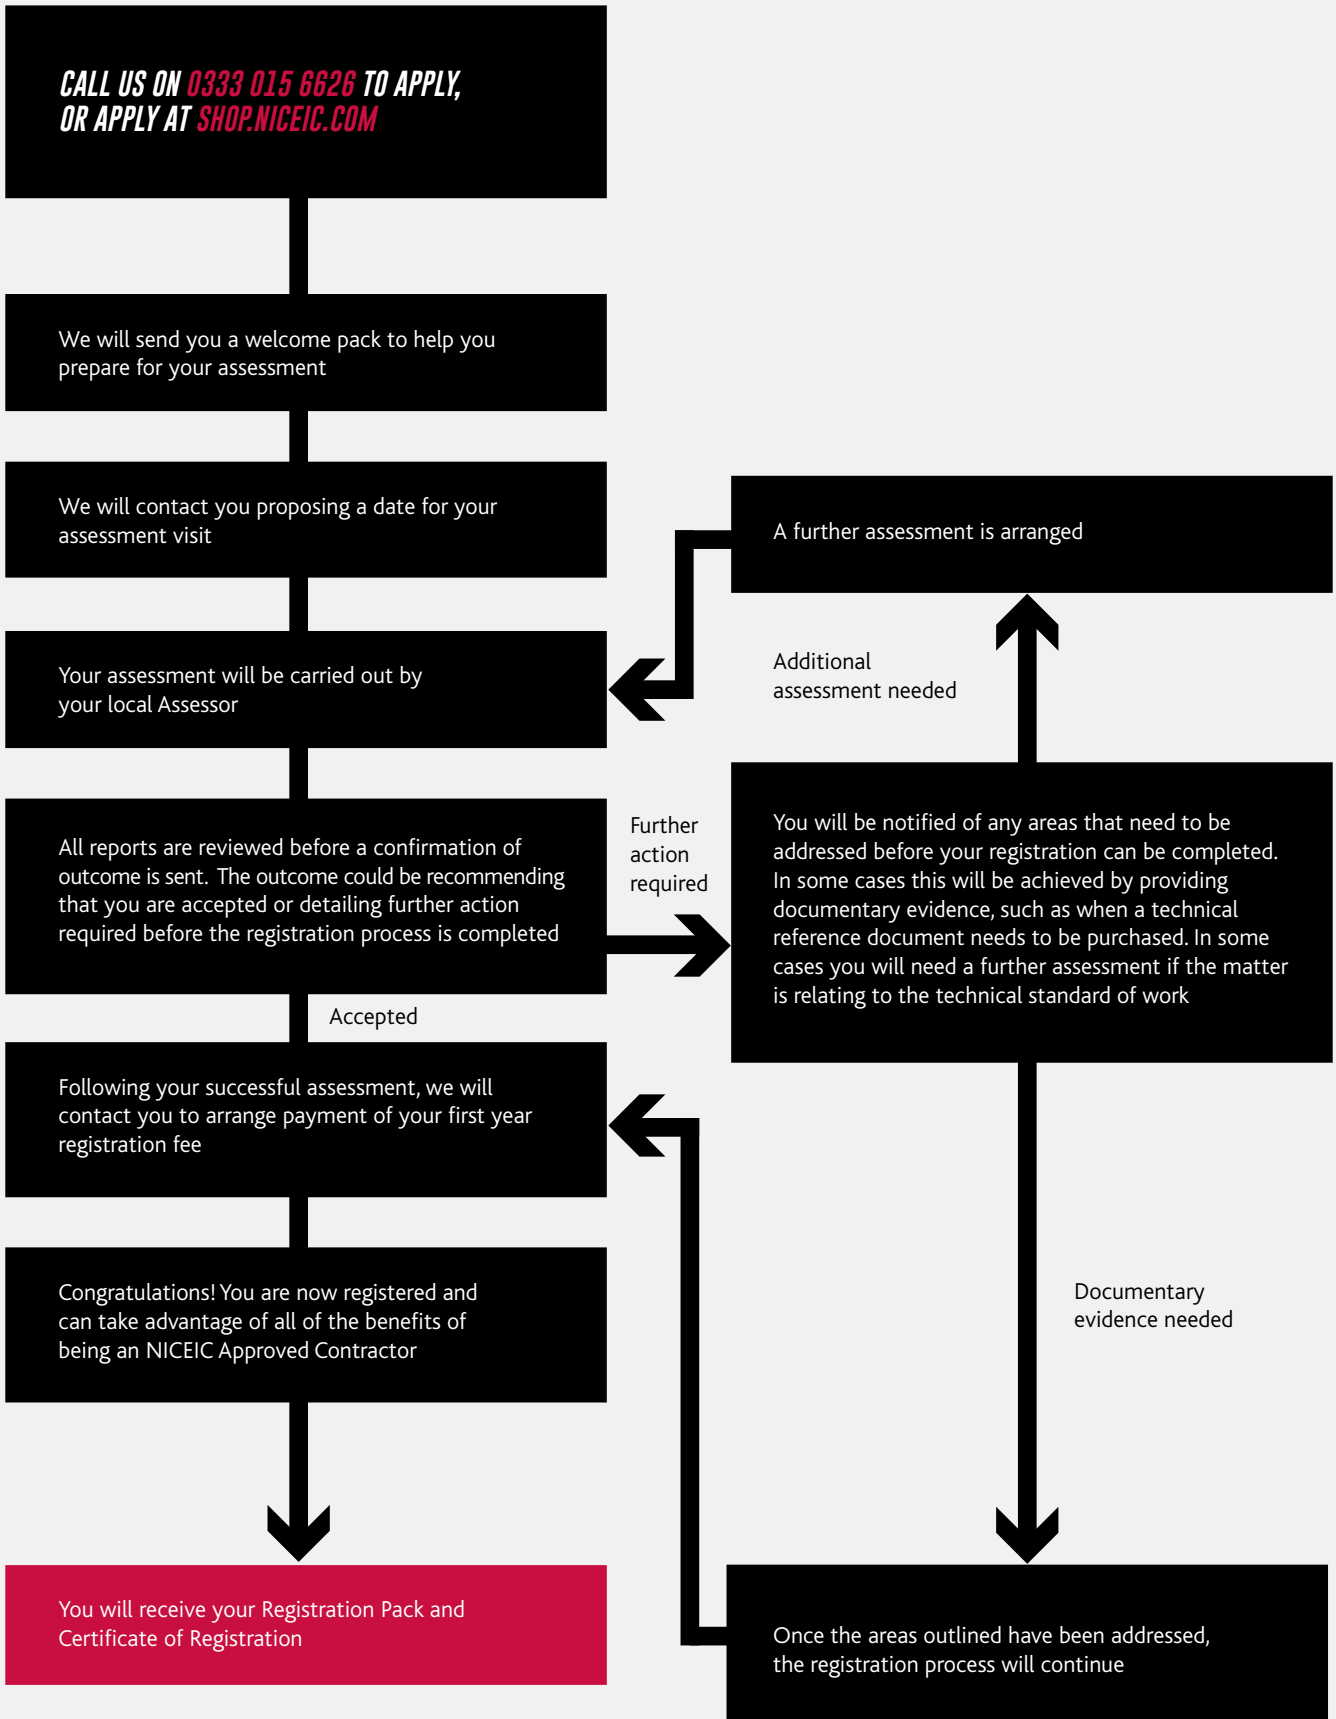 CALL US ON 0333 015 6626 TO APPLY,
OR APPLY AT SHOP.NICEIC.COM
We will send you a welcome pack to help you
prepare for your assessment
We will contact you proposing a date for your
assessment visit
A further assessment is arranged
Your assessment will be carried out by
your local Assessor
Additional
assessment needed
All reports are reviewed before a confirmation of
outcome is sent. The outcome could be recommending
that you are accepted or detailing further action
required before the registration process is completed
Further
action
required
You will be notified of any areas that need to be
addressed before your registration can be completed.
In some cases this will be achieved by providing
documentary evidence, such as when a technical
reference document needs to be purchased. In some
cases you will need a further assessment if the matter
is relating to the technical standard of work
Accepted
Following your successful assessment, we will
contact you to arrange payment of your first year
registration fee
Congratulations! You are now registered and
can take advantage of all of the benefits of
being an NICEIC Approved Contractor
Documentary
evidence needed
You will receive your Registration Pack and
Certificate of Registration
Once the areas outlined have been addressed,
the registration process will continue